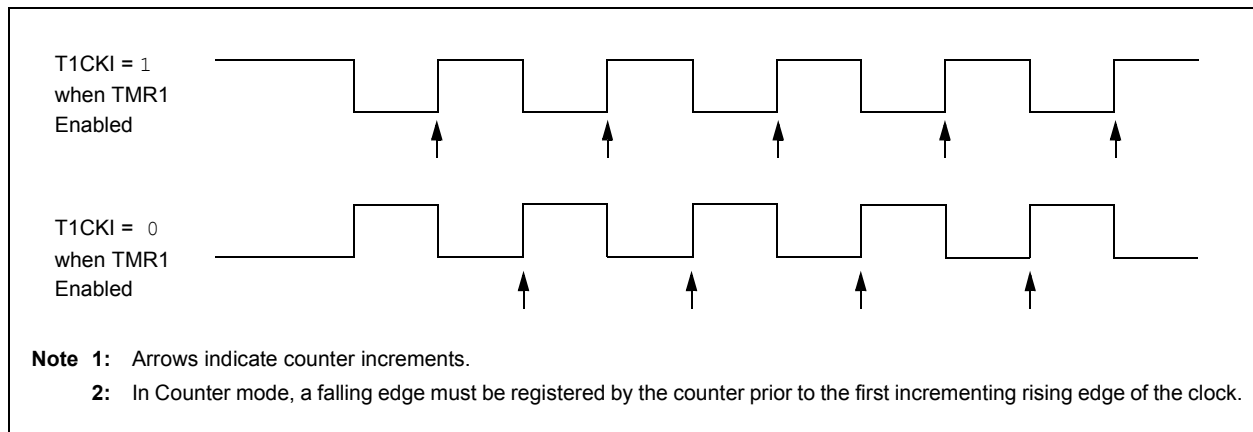 T1CKI = 1
when TMR1
Enabled
T1CKI = 0
when TMR1
Enabled
Note 1: Arrows indicate counter increments.
2: In Counter mode, a falling edge must be registered by the counter prior to the first incrementing rising edge of the clock.